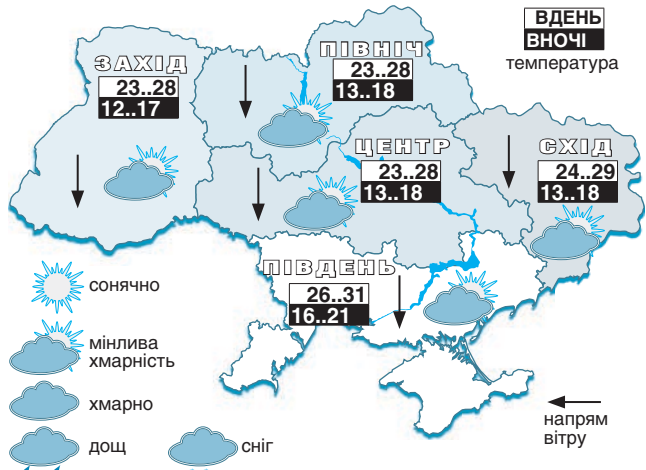 ВДЕНЬ
ВНОЧІ
температура
ПІВНІЧ
23..28
13..18
ЗАХІД
23..28
12..17
ЦЕНТР
23..28
13..18
СХІД
24..29
13..18
ПІВДЕНЬ
26..31
16..21
сонячно
мінлива
хмарність
хмарно
дощ
сніг
напрям
вітру